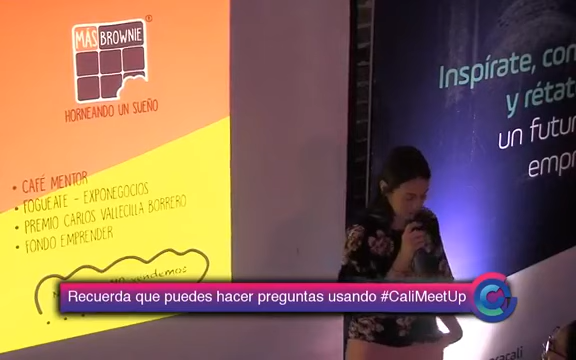 MÁS BROWNIE ®
HORNEANDO UN SUEÑO
• CAFÉ MENTOR
• FOGUEATE - EXPONEGOCIOS
• PREMIO CARLOS VALLECILLA BORRERO
• FONDO EMPRENDER
Inspírate, con
y rétat
un futur
empr
Recuerda que puedes hacer preguntas usando #CaliMeetUp